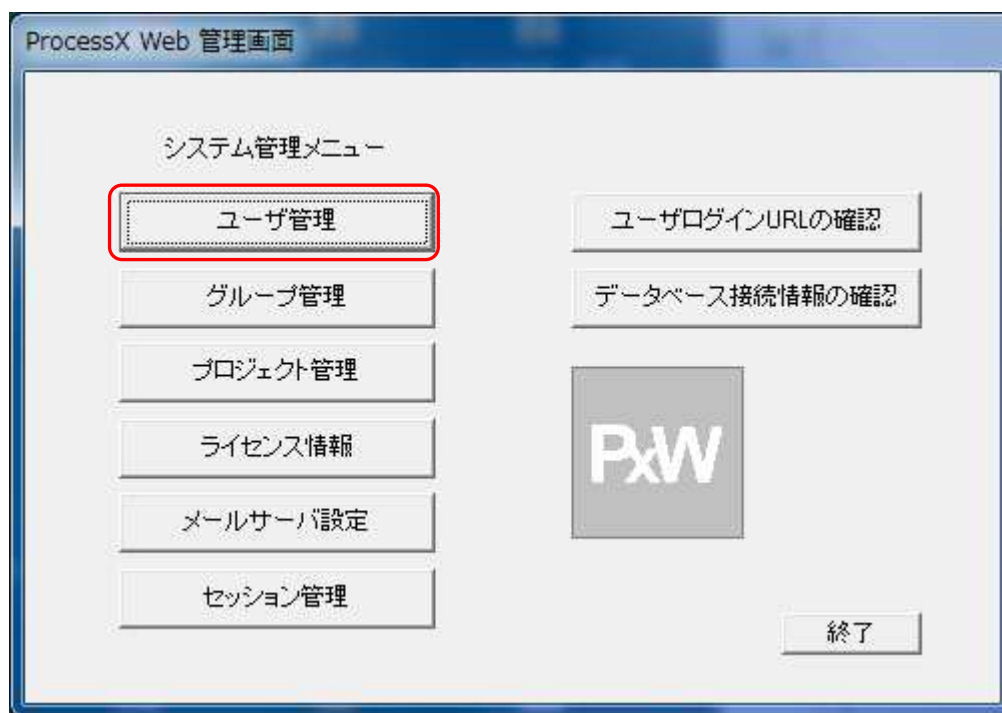 ProcessX Web 管理画面
システム管理メニュー
ユーザ管理
グループ管理
プロジェクト管理
ライセンス情報
メールサーバ設定
セッション管理
ユーザログインURLの確認
データベース接続情報の確認
PxW
終了